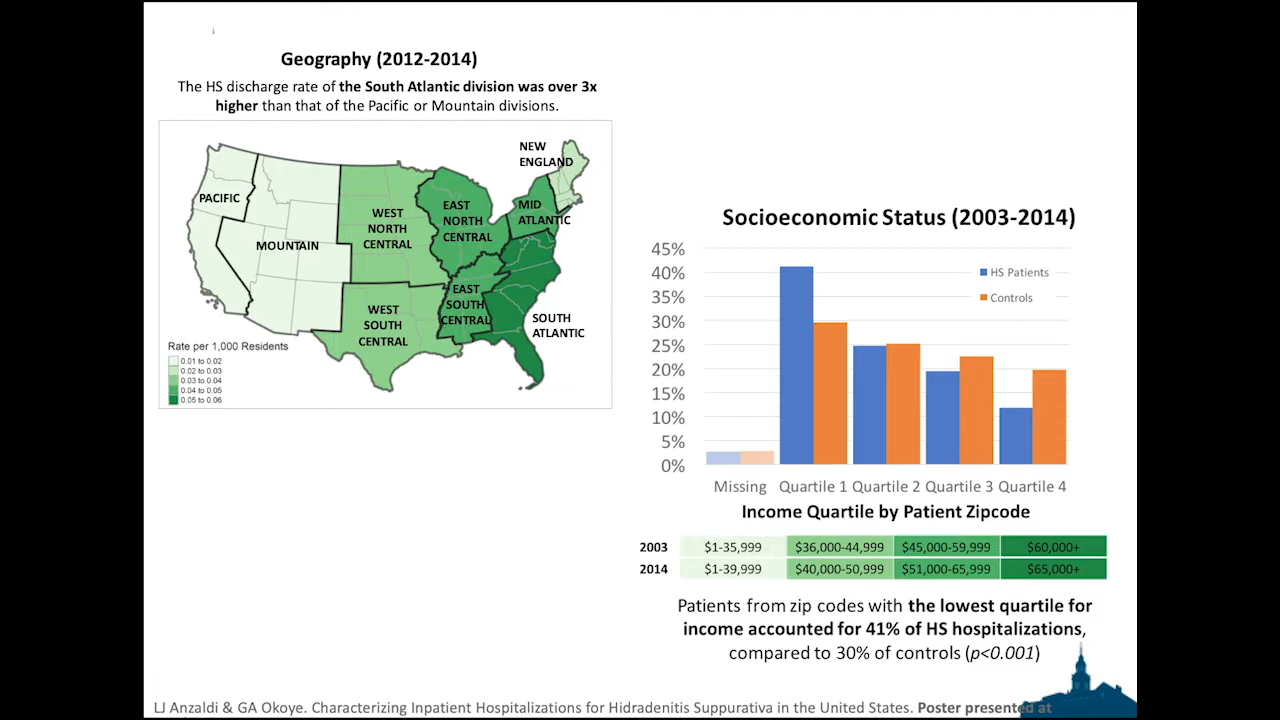 Geography (2012-2014)
The HS discharge rate of the South Atlantic division was over 3x
higher than that of the Pacific or Mountain divisions.
NEW
ENGLAND
PACIFIC
WEST
NORTH
CENTRAL
EAST
NORTH
CENTRAL
MID
ATLANTIC
MOUNTAIN
WEST
SOUTH
CENTRAL
EAST
SOUTH
CENTRAL
SOUTH
ATLANTIC
Rate per 1,000 Residents
0.01 to 0.02
0.02 to 0.03
0.03 to 0.04
0.04 to 0.05
0.05 to 0.06
Socioeconomic Status (2003-2014)
45%
40%
35%
30%
25%
20%
15%
10%
5%
0%
HS Patients
Controls
Missing Quartile 1 Quartile 2 Quartile 3 Quartile 4
Income Quartile by Patient Zipcode
2003 $1-35,999 $36,000-44,999 $45,000-59,999 $60,000+
2014 $1-39,999 $40,000-50,999 $51,000-65,999 $65,000+
Patients from zip codes with the lowest quartile for
income accounted for 41% of HS hospitalizations,
compared to 30% of controls (p<0.001)
LJ Anzaldi & GA Okoye. Characterizing Inpatient Hospitalizations for Hidradenitis Suppurativa in the United States. Poster presented at